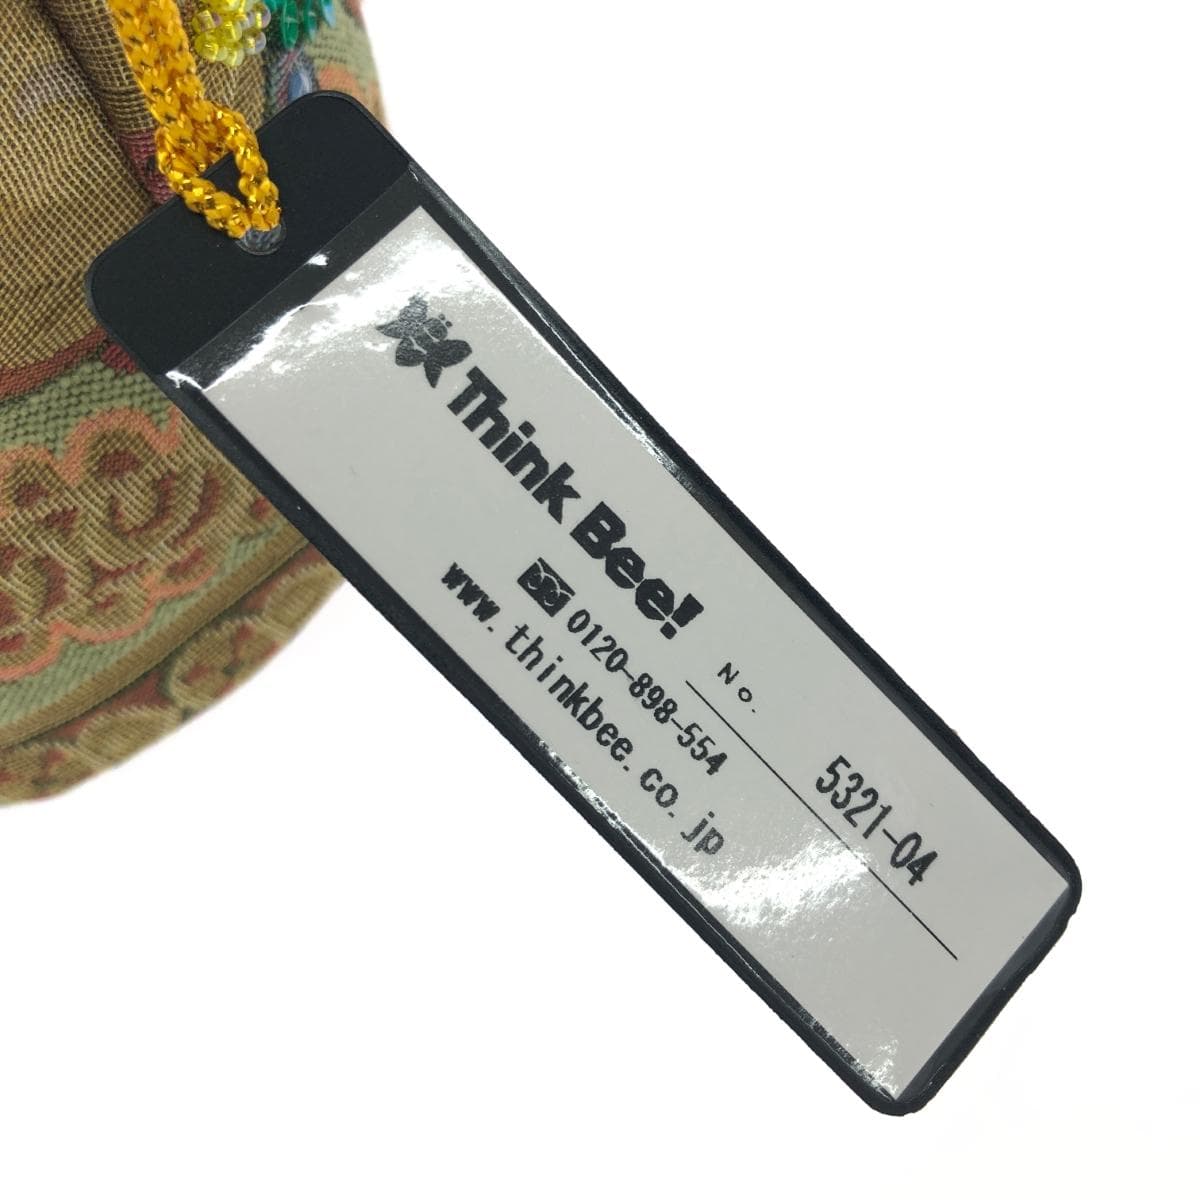 Think Bee!
0120-898-554
www.thinkbee.co.jp
No.
5321-04